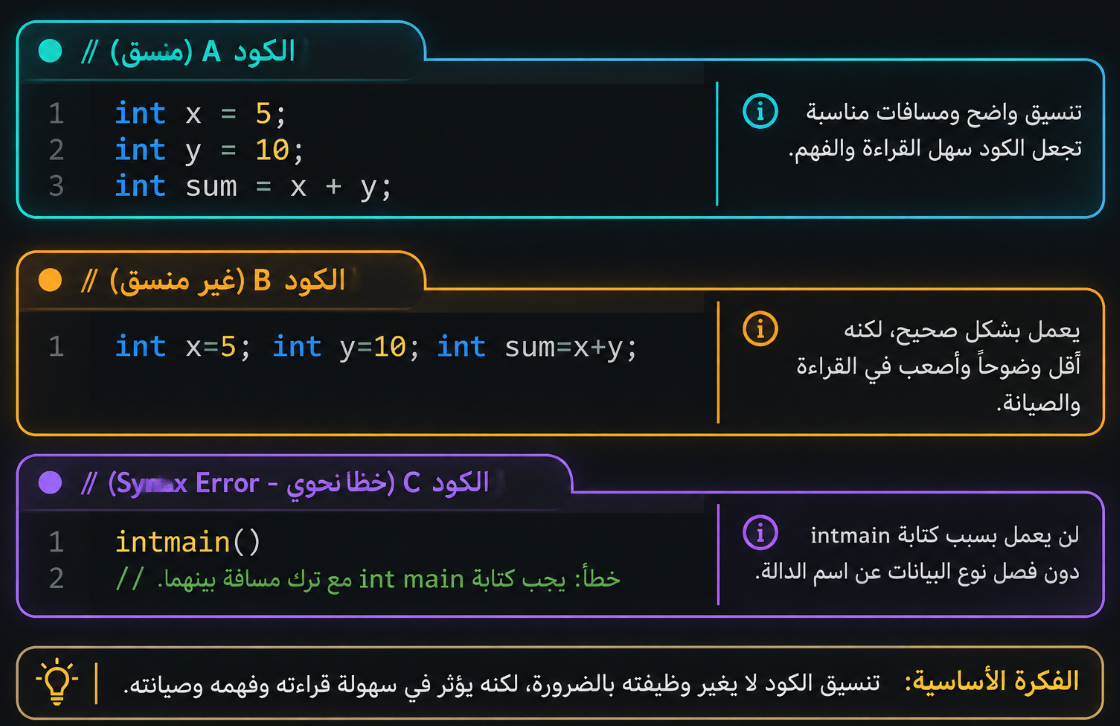 // الكود A (منسق)
1 int x = 5;
2 int y = 10;
3 int sum = x + y;
تنسيق واضح ومسافات مناسبة
تجعل الكود سهل القراءة والفهم.
// الكود B (غير منسق)
1 int x=5; int y=10; int sum=x+y;
يعمل بشكل صحيح، لكنه
أقل وضوحاً وأصعب في القراءة
والصيانة.
// الكود C (خظا نحوي - Error)
1 intmain()
2 // خطأ: يجب كتابة int main مع ترك مسافة بينهما.
لن يعمل بسبب كتابة intmain
دون فصل نوع البيانات عن اسم الدالة.
الفكرة الأساسية: تنسيق الكود لا يغير وظيفته بالضرورة، لكنه يؤثر في سهولة قراءته وفهمه وصيانته.